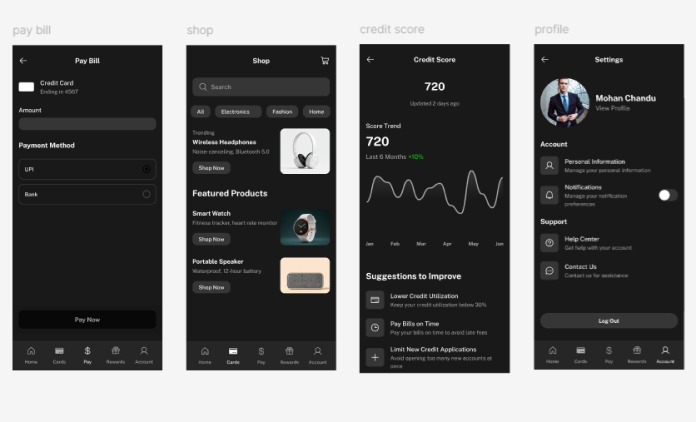 pay bill
Pay Bill
Credit Card
Ending in 4567
Amount
Payment Method
UPI
Bank
Pay Now
Home Cards Pay Rewards Account
shop
Shop
Search
All Electronics Fashion Home
Trending
Wireless Headphones
Noise-canceling, Bluetooth 5.0
Shop Now
Featured Products
Smart Watch
Fitness tracker, heart rate monitor
Shop Now
Portable Speaker
Waterproof, 12-hour battery
Shop Now
Home Cards Pay Rewards Account
credit score
Credit Score
720
Updated 2 days ago
Score Trend
720
Last 6 Months +10%
Jan Feb Mar Apr May Jun
Suggestions to Improve
Lower Credit Utilization
Keep your credit utilization below 30%
Pay Bills on Time
Pay your bills on time to avoid late fees
Limit New Credit Applications
Avoid opening too many new accounts at
once
profile
Settings
Mohan Chandu
View Profile
Account
Personal Information
Manage your personal information
Notifications
Manage your notification
preferences
Support
Help Center
Get help with your account
Contact Us
Contact us for assistance
Log Out
Home Cards Pay Rewards Account